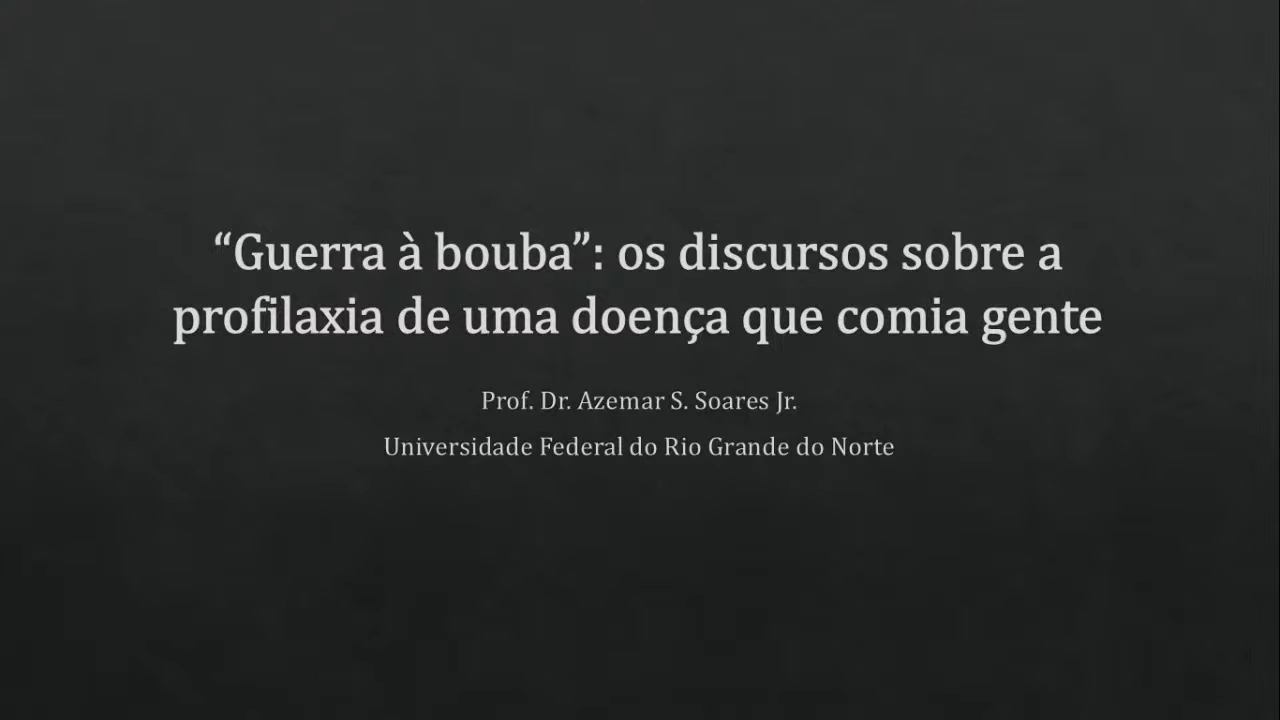 “Guerra à bouba”: os discursos sobre a
profilaxia de uma doença que comia gente
Prof. Dr. Azemar S. Soares Jr.
Universidade Federal do Rio Grande do Norte